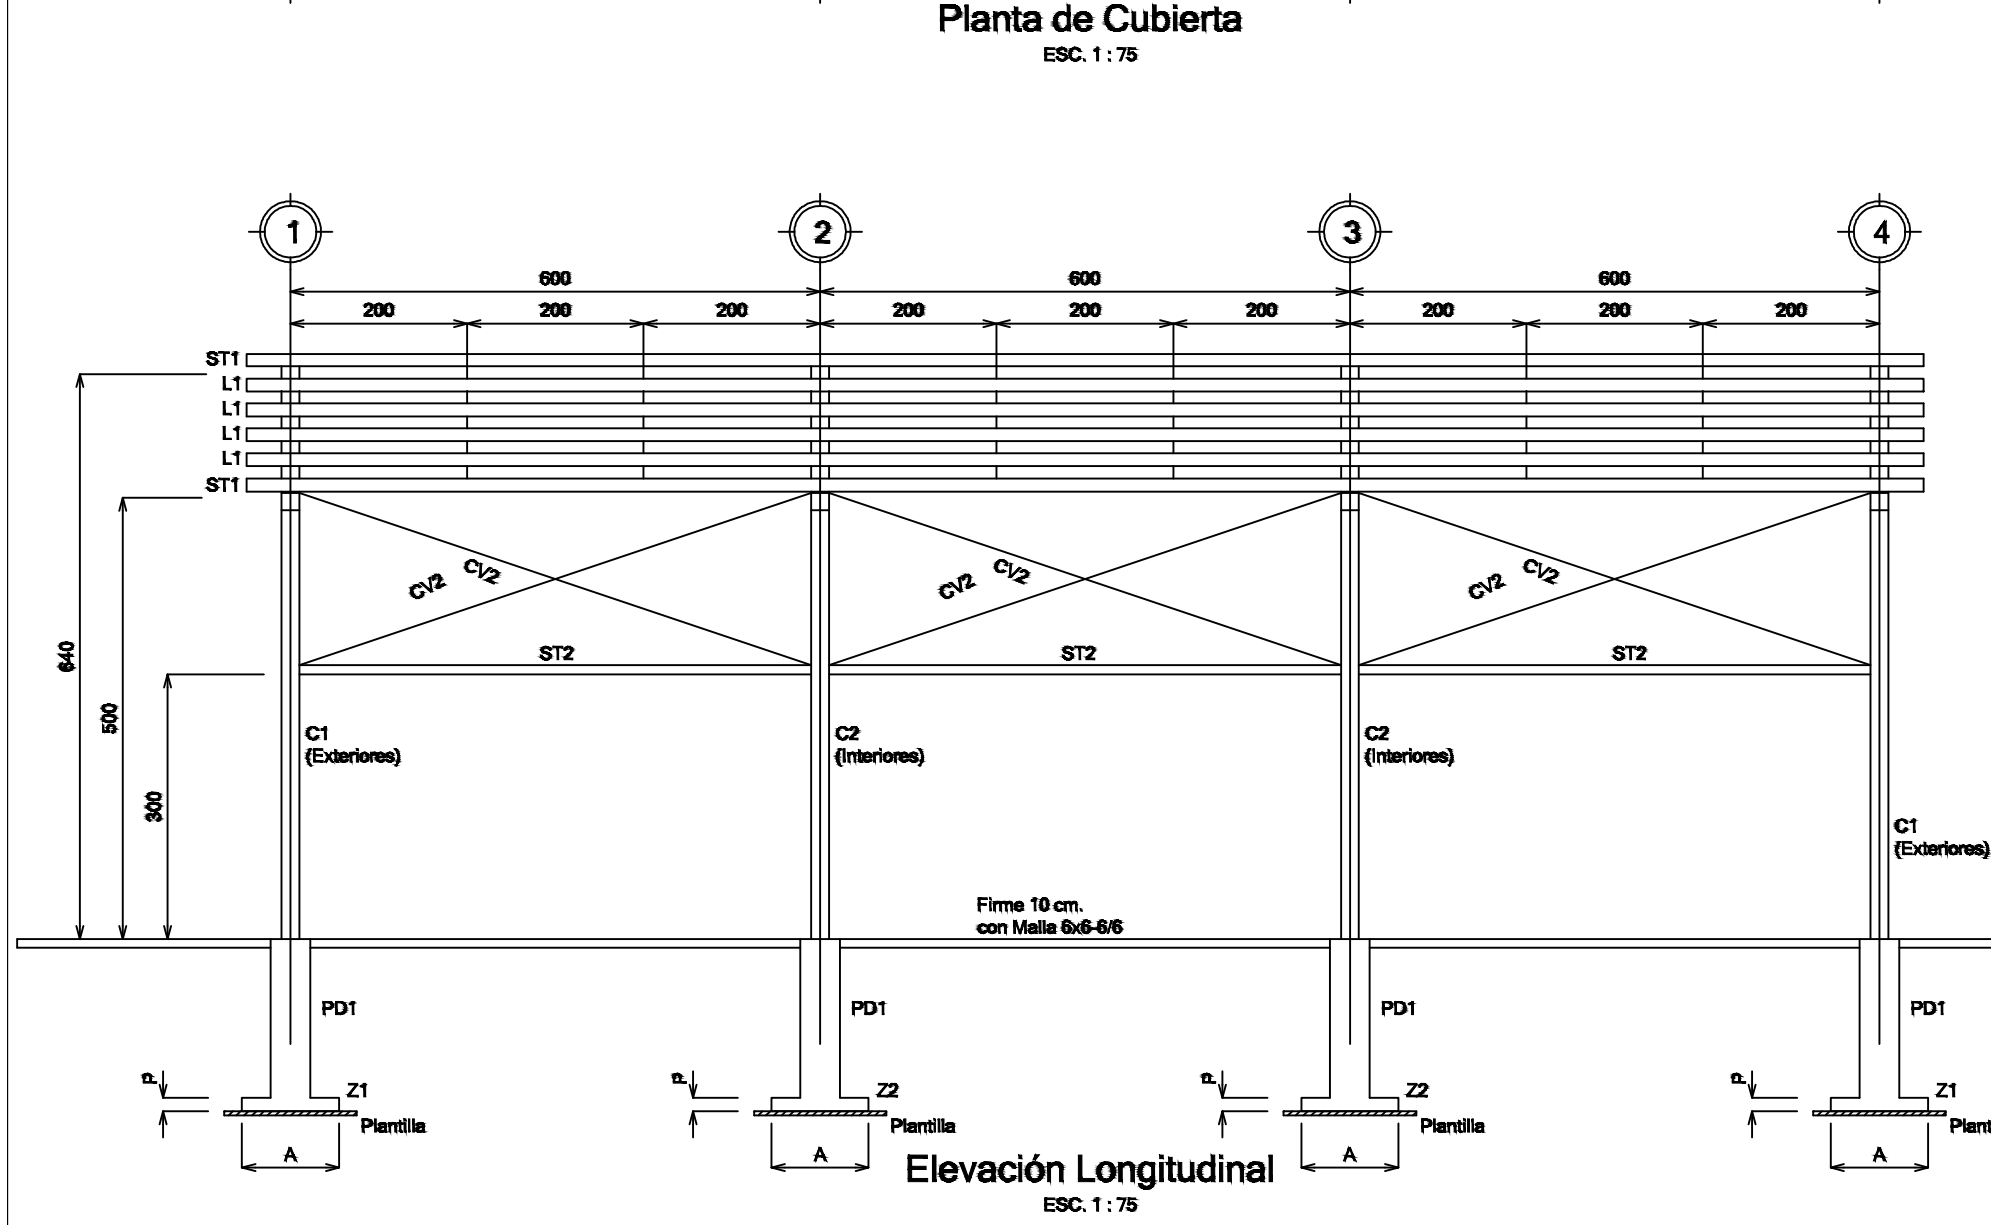 Planta de Cubierta
ESC. 1 : 75
1
2
3
4
600
600
600
200
200
200
200
200
200
200
200
200
ST1
L1
L1
L1
L1
ST1
CV2
CV2
CV2
CV2
CV2
CV2
ST2
ST2
ST2
640
500
300
C1
(Exteriores)
C2
(Interiores)
C2
(Interiores)
C1
(Exteriores)
Firme 10 cm.
con Malla 6x6-6/6
PD1
PD1
PD1
PD1
Z1
Z2
Z2
Z1
Plantilla
Plantilla
Plantilla
Plant
A
A
A
A
Elevación Longitudinal
ESC. 1 : 75